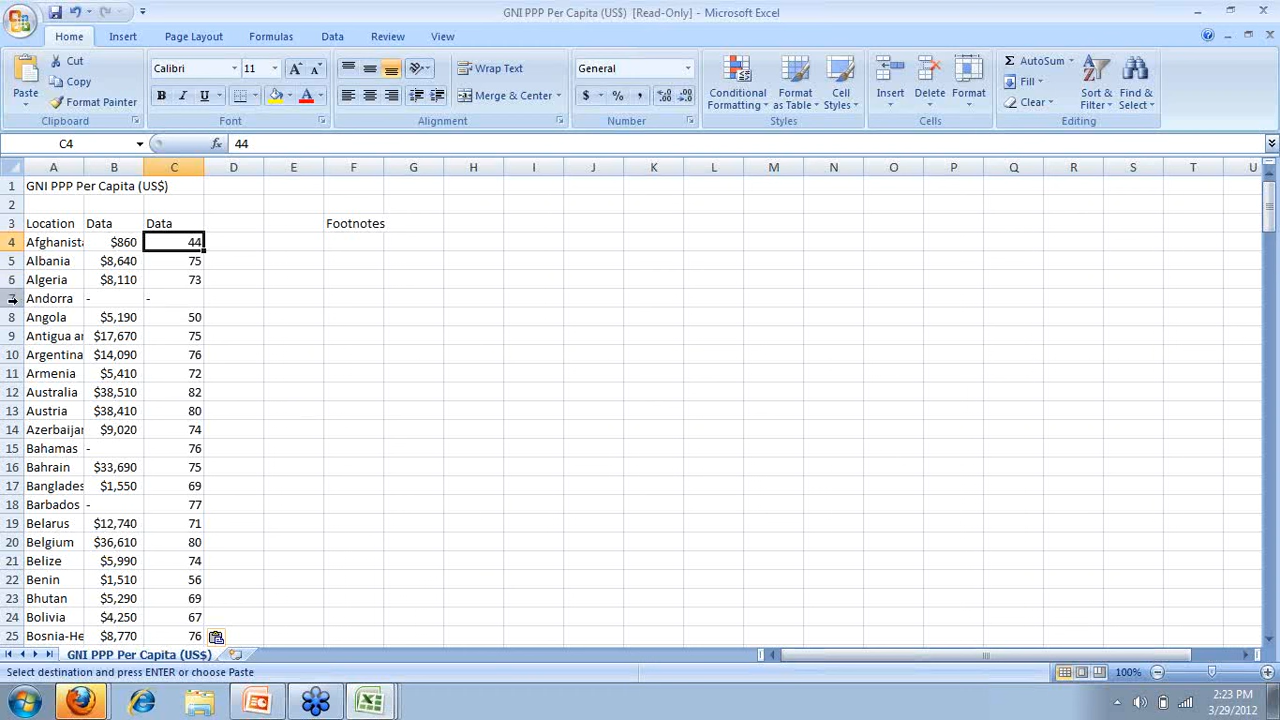 GNI PPP Per Capita (US$) [Read-Only] - Microsoft Excel
Home Insert Page Layout Formulas Data Review View
Cut
Copy
Format Painter
Paste
Clipboard
Calibri 11
B I U A A A
Font
Wrap Text
Merge & Center
Alignment
General
$ % , .0 .00 .00 .0
Number
Conditional Formatting
Format as Table
Cell Styles
Styles
Insert Delete Format
Cells
Σ AutoSum
Fill
Clear
Sort & Filter
Find & Select
Editing
C4 fx 44
A B C D E F G H I J K L M N O P Q R S T U
1 GNI PPP Per Capita (US$)
2
3 Location Data Data Footnotes
4 Afghanista $860 44
5 Albania $8,640 75
6 Algeria $8,110 73
7 Andorra - -
8 Angola $5,190 50
9 Antigua a $17,670 75
10 Argentina $14,090 76
11 Armenia $5,410 72
12 Australia $38,510 82
13 Austria $38,410 80
14 Azerbaija $9,020 74
15 Bahamas - 76
16 Bahrain $33,690 75
17 Banglades $1,550 69
18 Barbados - 77
19 Belarus $12,740 71
20 Belgium $36,610 80
21 Belize $5,990 74
22 Benin $1,510 56
23 Bhutan $5,290 69
24 Bolivia $4,250 67
25 Bosnia-He $8,770 76
GNI PPP Per Capita (US$)
Select destination and press ENTER or choose Paste 100%
2:23 PM
3/29/2012